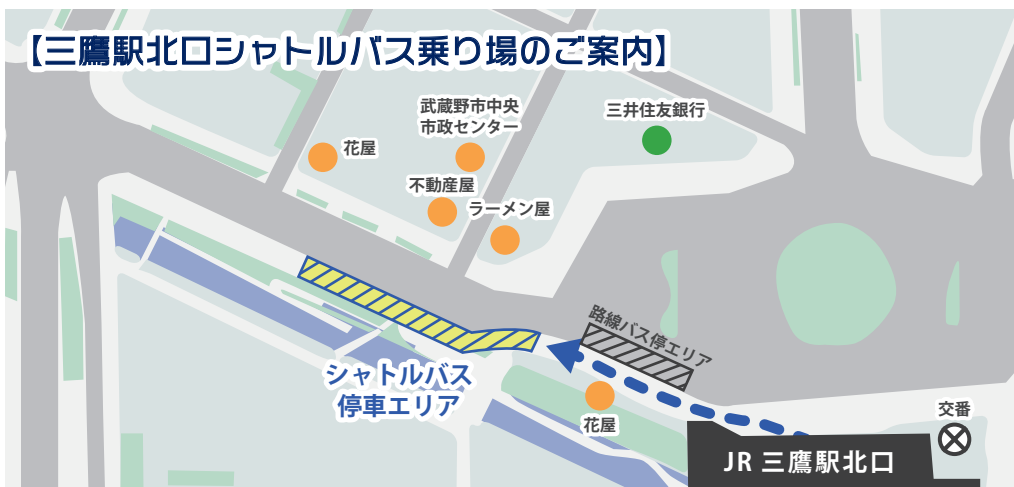 【三鷹駅北口シャトルバス乗り場のご案内】
武蔵野市中央
市政センター
三井住友銀行
花屋
不動産屋
ラーメン屋
路線バス停エリア
シャトルバス
停車エリア
花屋
交番
JR 三鷹駅北口